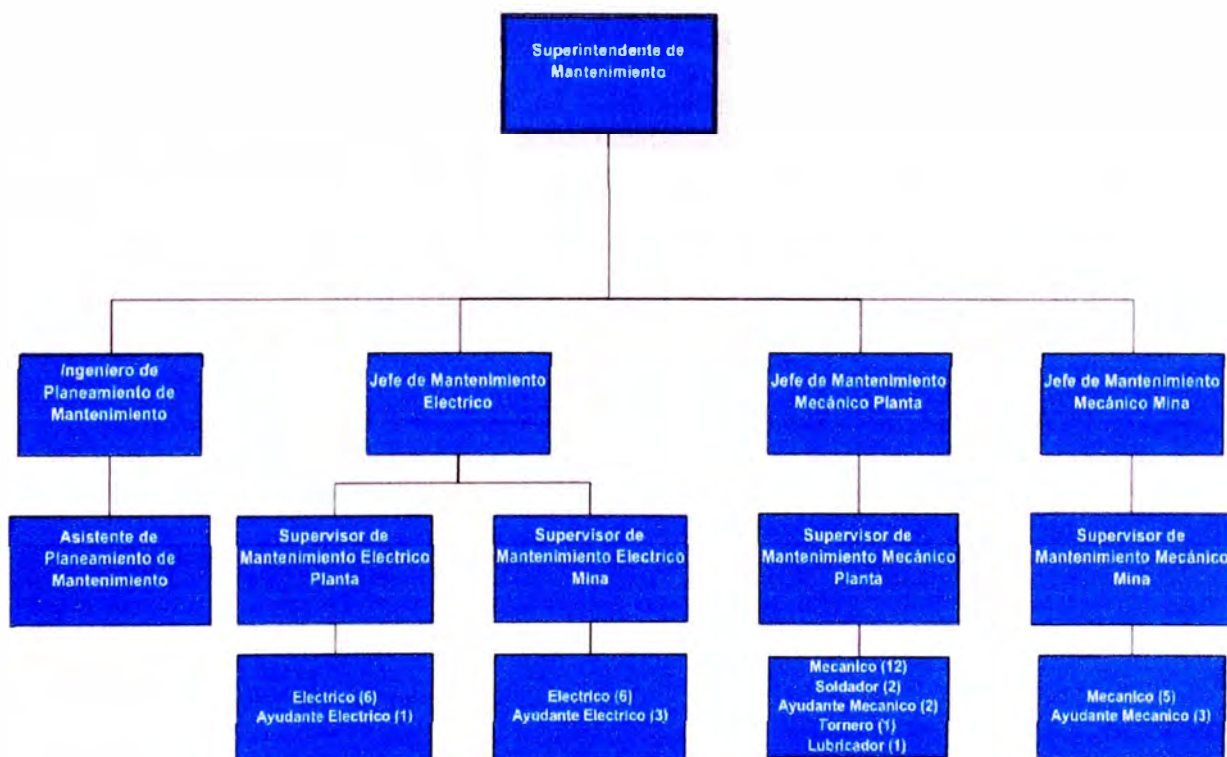 Superintendente de
Mantenimiento
Ingeniero de
Planeamiento de
Mantenimiento
Jefe de Mantenimiento
Electrico
Jefe de Mantenimiento
Mecánico Planta
Jefe de Mantenimiento
Mecánico Mina
Asistente de
Planeamiento de
Mantenimiento
Supervisor de
Mantenimiento Electrico
Planta
Supervisor de
Mantenimiento Electrico
Mina
Supervisor de
Mantenimiento Mecánico
Planta
Supervisor de
Mantenimiento Mecánico
Mina
Electrico (6)
Ayudante Electrico (1)
Electrico (6)
Ayudante Electrico (3)
Mecanico (12)
Soldador (2)
Ayudante Mecanico (2)
Tornero (1)
Lubricador (1)
Mecanico (5)
Ayudante Mecanico (3)